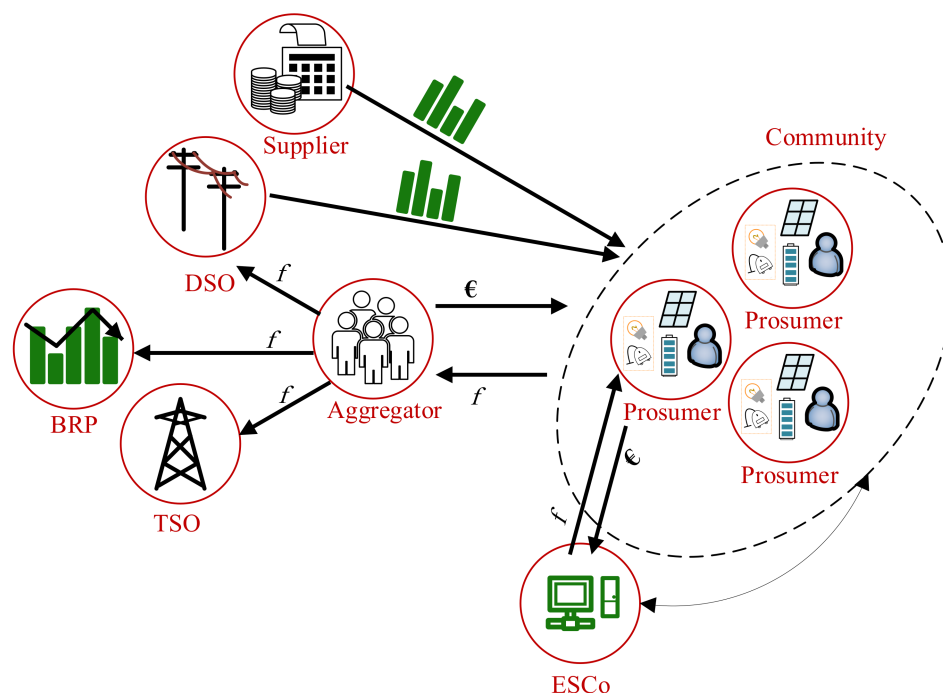 Supplier
Community
DSO
f
€
Prosumer
f
f
BRP
f
Aggregator
f
Prosumer
€
Prosumer
TSO
f
ESCo